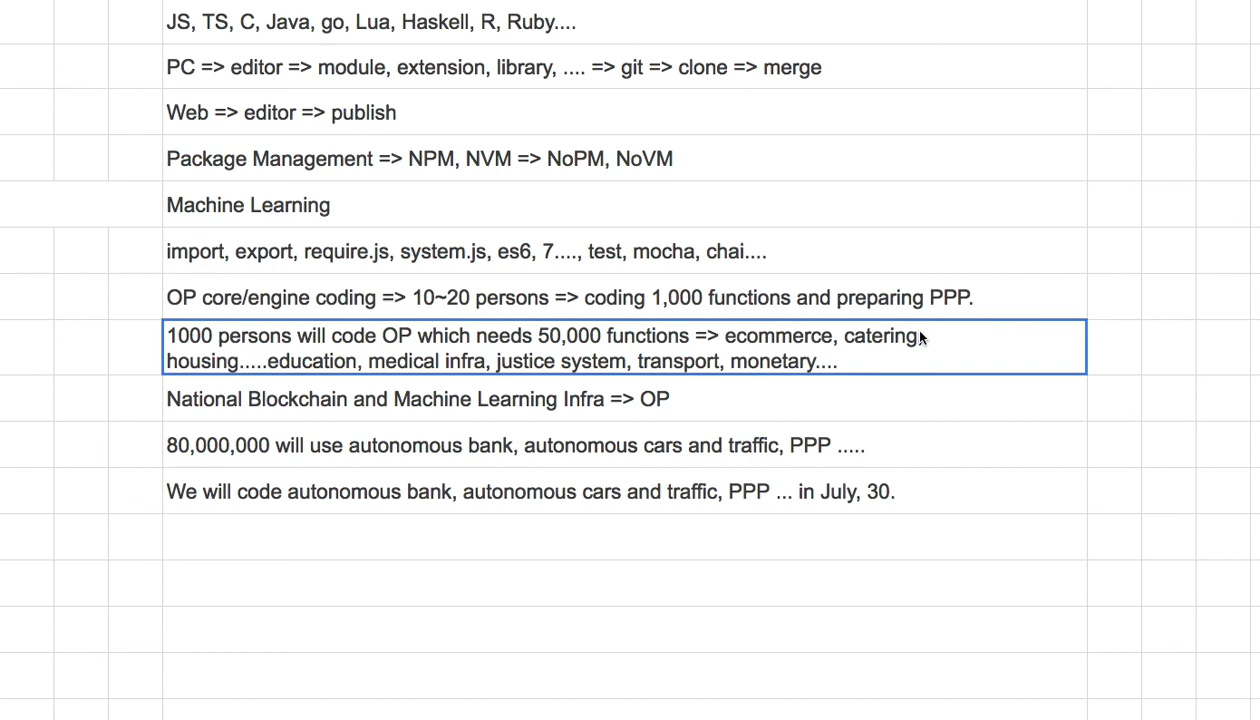 JS, TS, C, Java, go, Lua, Haskell, R, Ruby....
PC => editor => module, extension, library, .... => git => clone => merge
Web => editor => publish
Package Management => NPM, NVM => NoPM, NoVM
Machine Learning
import, export, require.js, system.js, es6, 7...., test, mocha, chai....
OP core/engine coding => 10~20 persons => coding 1,000 functions and preparing PPP.
1000 persons will code OP which needs 50,000 functions => ecommerce, catering,
housing.....education, medical infra, justice system, transport, monetary....
National Blockchain and Machine Learning Infra => OP
80,000,000 will use autonomous bank, autonomous cars and traffic, PPP .....
We will code autonomous bank, autonomous cars and traffic, PPP ... in July, 30.